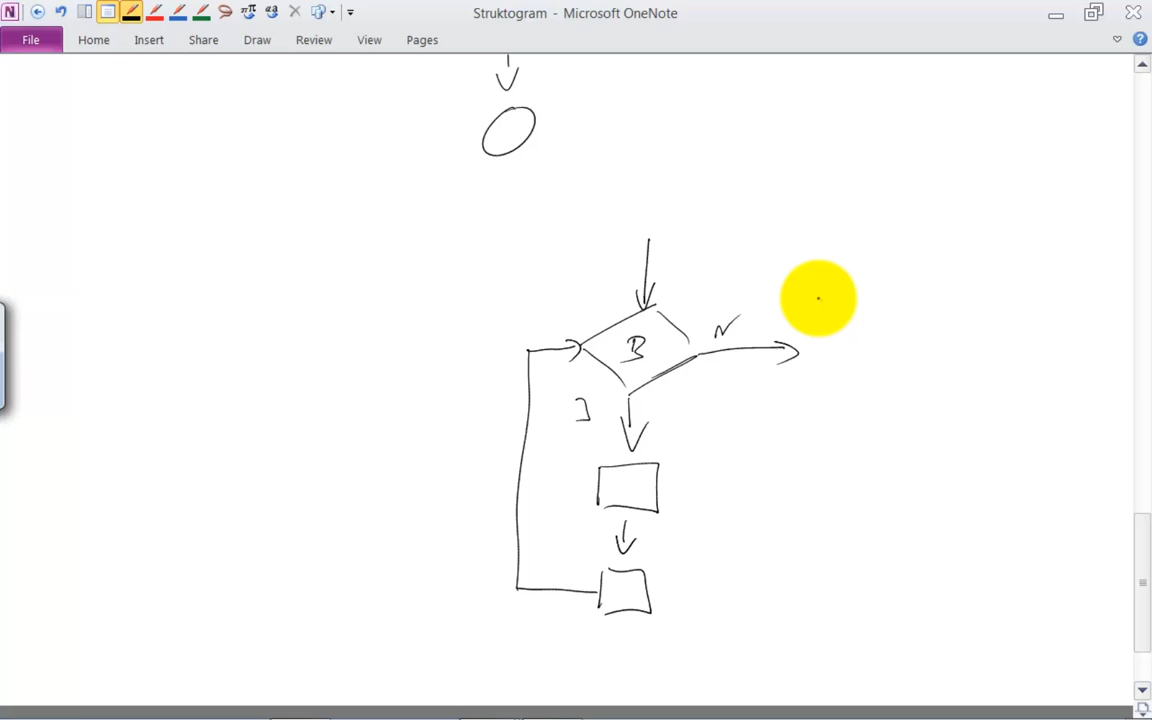 Struktogram - Microsoft OneNote
File Home Insert Share Draw Review View Pages
N
B
J